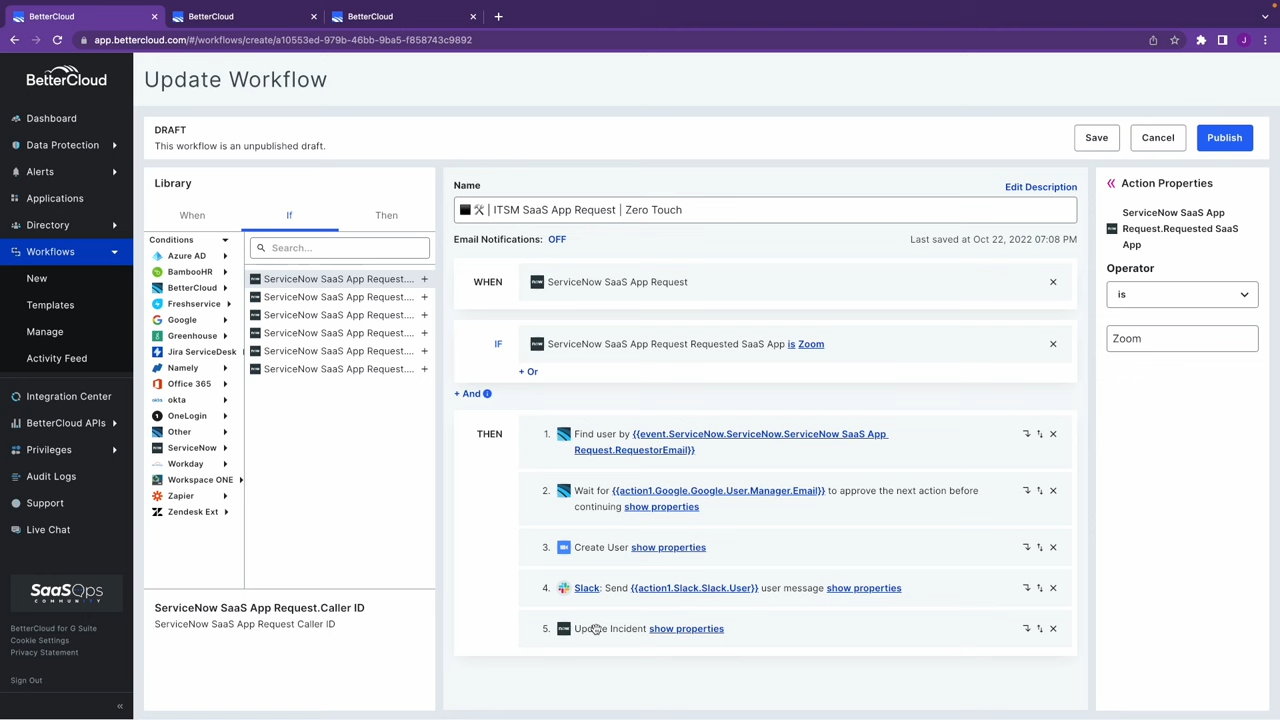 BetterCloud
BetterCloud
BetterCloud
app.bettercloud.com/#/workflows/create/a10553ed-979b-46bb-9ba5-f858743c9892
J
BetterCloud
Dashboard
Data Protection
Alerts
Applications
Directory
Workflows
New
Templates
Manage
Activity Feed
Integration Center
BetterCloud APIs
Privileges
Audit Logs
Support
Live Chat
SaaSOps
COMMUNITY
BetterCloud for G Suite
Cookie Settings
Privacy Statement
Sign Out
Update Workflow
DRAFT
This workflow is an unpublished draft.
Save
Cancel
Publish
Library
When
If
Then
Conditions
Azure AD
BambooHR
BetterCloud
Freshservice
Google
Greenhouse
Jira ServiceDesk
Namely
Office 365
okta
OneLogin
Other
ServiceNow
Workday
Workspace ONE
Zapier
Zendesk Ext
Search...
ServiceNow SaaS App Request.... +
ServiceNow SaaS App Request.... +
ServiceNow SaaS App Request.... +
ServiceNow SaaS App Request.... +
ServiceNow SaaS App Request.... +
ServiceNow SaaS App Request.... +
ServiceNow SaaS App Request.Caller ID
ServiceNow SaaS App Request Caller ID
Name
Edit Description
| ITSM SaaS App Request | Zero Touch
Email Notifications: OFF
Last saved at Oct 22, 2022 07:08 PM
WHEN
now ServiceNow SaaS App Request
IF
now ServiceNow SaaS App Request Requested SaaS App is Zoom
+ Or
+ And
THEN
1. Find user by {{event.ServiceNow.ServiceNow.ServiceNow SaaS App
Request.RequestorEmail}}
2. Wait for {{action1.Google.Google.User.Manager.Email}} to approve the next action before
continuing show properties
3. Create User show properties
4. Slack: Send {{action1.Slack.Slack.User}} user message show properties
5. now Update Incident show properties
Action Properties
ServiceNow SaaS App
Request.Requested SaaS
App
Operator
is
Zoom